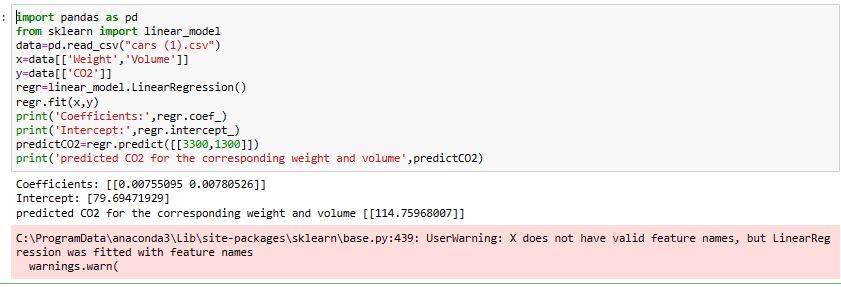 :
import pandas as pd
from sklearn import linear_model
data=pd.read_csv("cars (1).csv")
x=data[['Weight','Volume']]
y=data[['CO2']]
regr=linear_model.LinearRegression()
regr.fit(x,y)
print('Coefficients:',regr.coef_)
print('Intercept:',regr.intercept_)
predictCO2=regr.predict([[3300,1300]])
print('predicted CO2 for the corresponding weight and volume',predictCO2)
Coefficients: [[0.00755095 0.00780526]]
Intercept: [79.69471929]
predicted CO2 for the corresponding weight and volume [[114.75968007]]
C:\ProgramData\anaconda3\Lib\site-packages\sklearn\base.py:439: UserWarning: X does not have valid feature names, but LinearReg
ression was fitted with feature names
  warnings.warn(